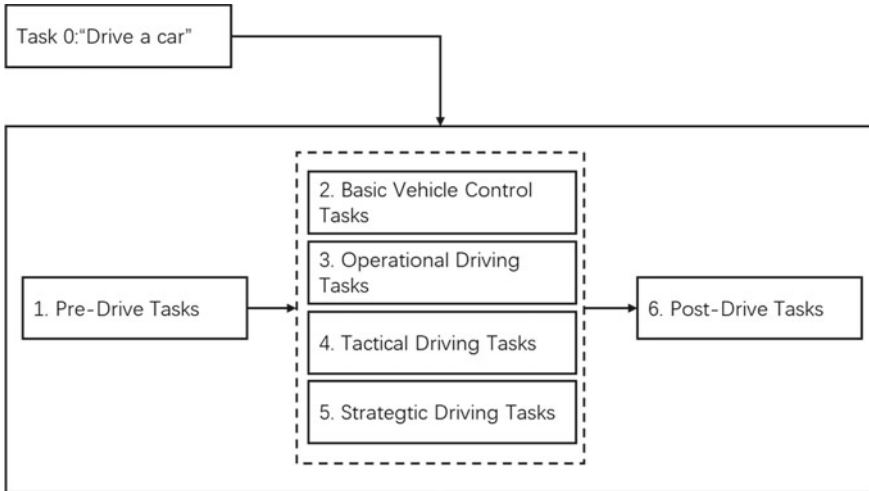 Task 0:“Drive a car”
2. Basic Vehicle Control
Tasks
3. Operational Driving
Tasks
1. Pre-Drive Tasks
4. Tactical Driving Tasks
5. Strategtic Driving Tasks
6. Post-Drive Tasks